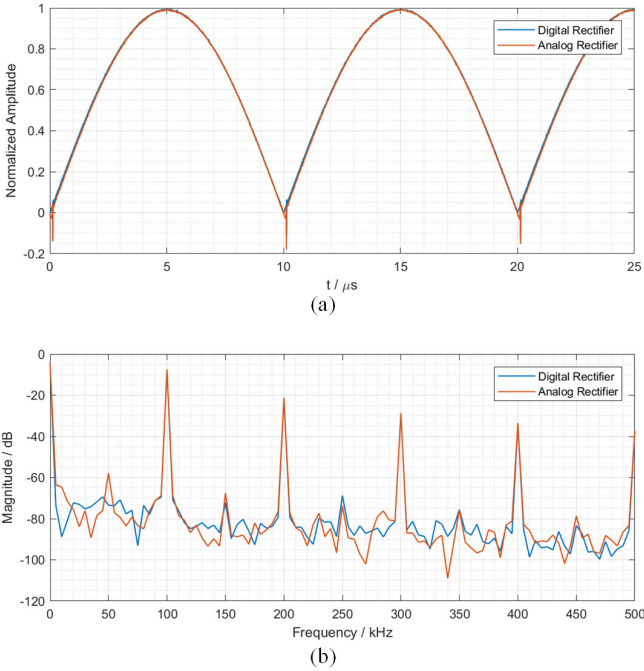 1
0.8
0.6
0.4
0.2
0
-0.2
Normalized Amplitude
Digital Rectifier
Analog Rectifier
0 5 10 15 20 25
t / μs
(a)
0
-20
-40
-60
-80
-100
-120
Magnitude / dB
Digital Rectifier
Analog Rectifier
0 50 100 150 200 250 300 350 400 450 500
Frequency / kHz
(b)